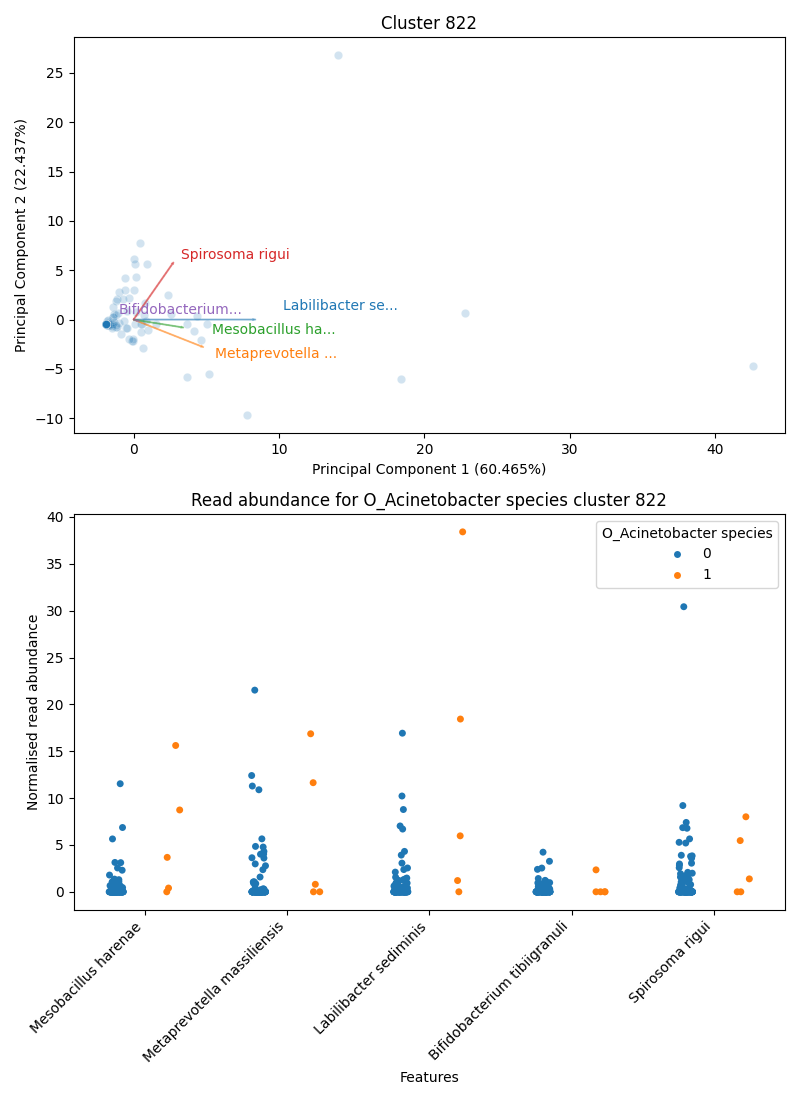 Cluster 822
Principal Component 2 (22.437%)
25
20
15
10
5
0
−5
−10
Spirosoma rigui
Bifidobacterium...
Labilibacter se...
Mesobacillus ha...
Metaprevotella ...
0
10
20
30
40
Principal Component 1 (60.465%)
Read abundance for O_Acinetobacter species cluster 822
Normalised read abundance
40
35
30
25
20
15
10
5
0
O_Acinetobacter species
0
1
Mesobacillus harenae
Metaprevotella massiliensis
Labilibacter sediminis
Bifidobacterium tibiigranuli
Spirosoma rigui
Features